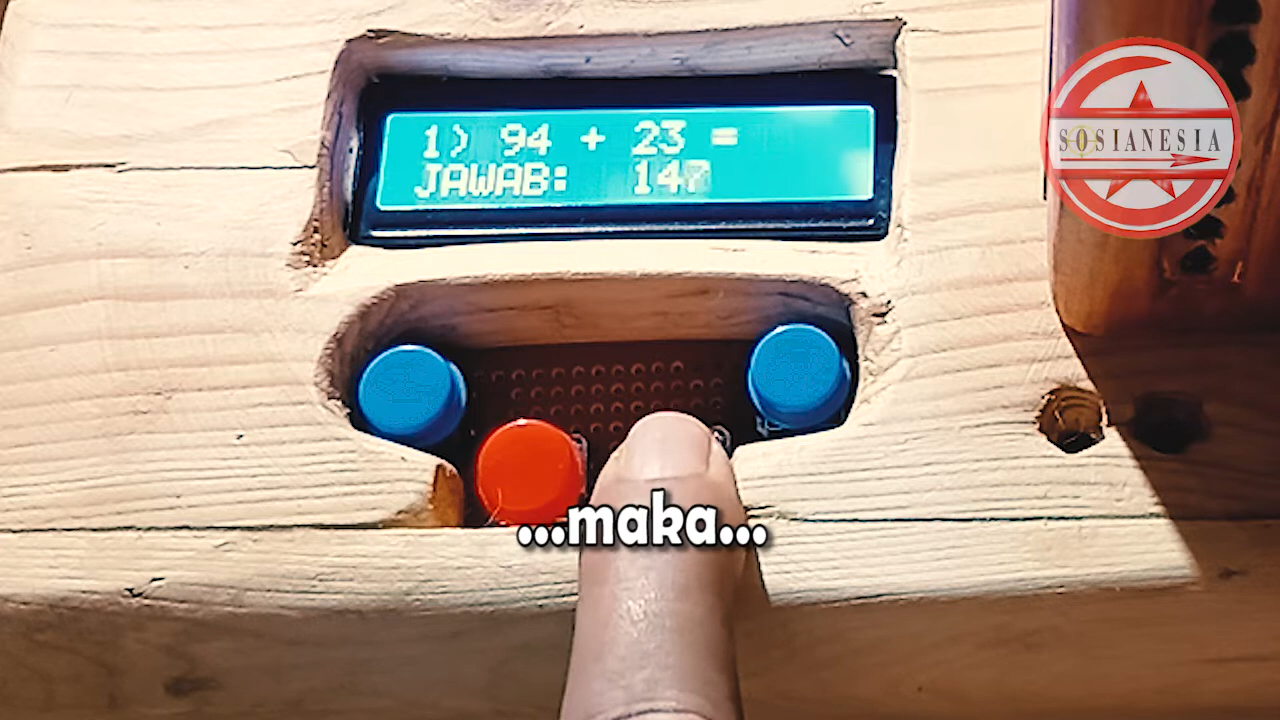 1) 94 + 23 =
JAWAB: 147
SOSIANESIA
...maka...